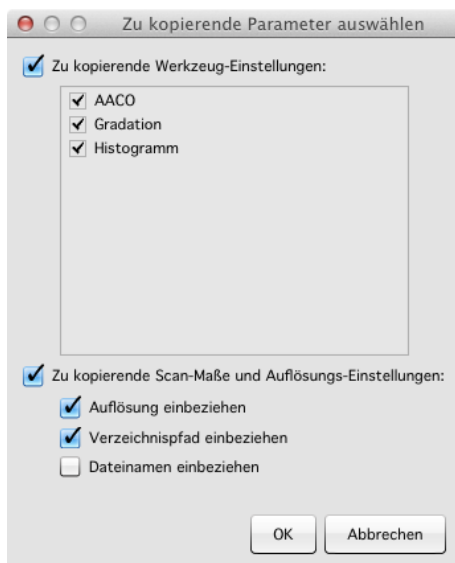 Zu kopierende Parameter auswählen
Zu kopierende Werkzeug-Einstellungen:
AACO
Gradation
Histogramm
Zu kopierende Scan-Maße und Auflösungs-Einstellungen:
Auflösung einbeziehen
Verzeichnispfad einbeziehen
Dateinamen einbeziehen
OK Abbrechen